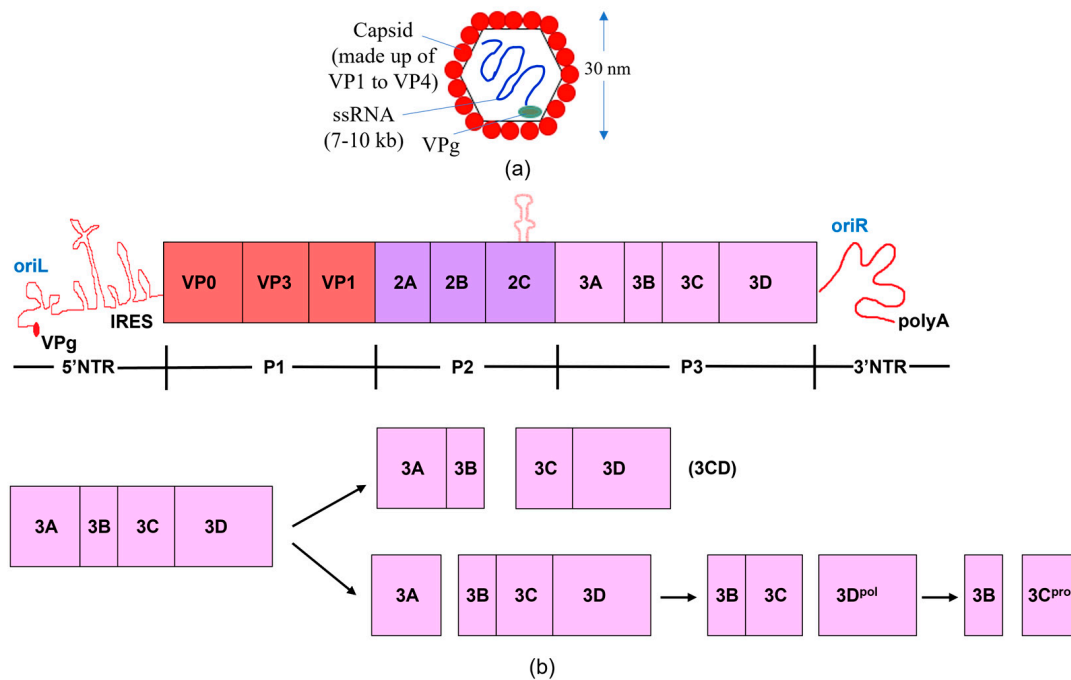 Capsid
(made up of
VP1 to VP4)
ssRNA
(7-10 kb)
VPg
30 nm
(a)
oriL
VPg
IRES
VP0 VP3 VP1 2A 2B 2C 3A 3B 3C 3D
oriR
polyA
5'NTR P1 P2 P3 3'NTR
3A 3B 3C 3D (3CD)
3A 3B 3C 3D
3A 3B 3C 3D 3B 3C 3Dpol 3B 3Cpro
(b)